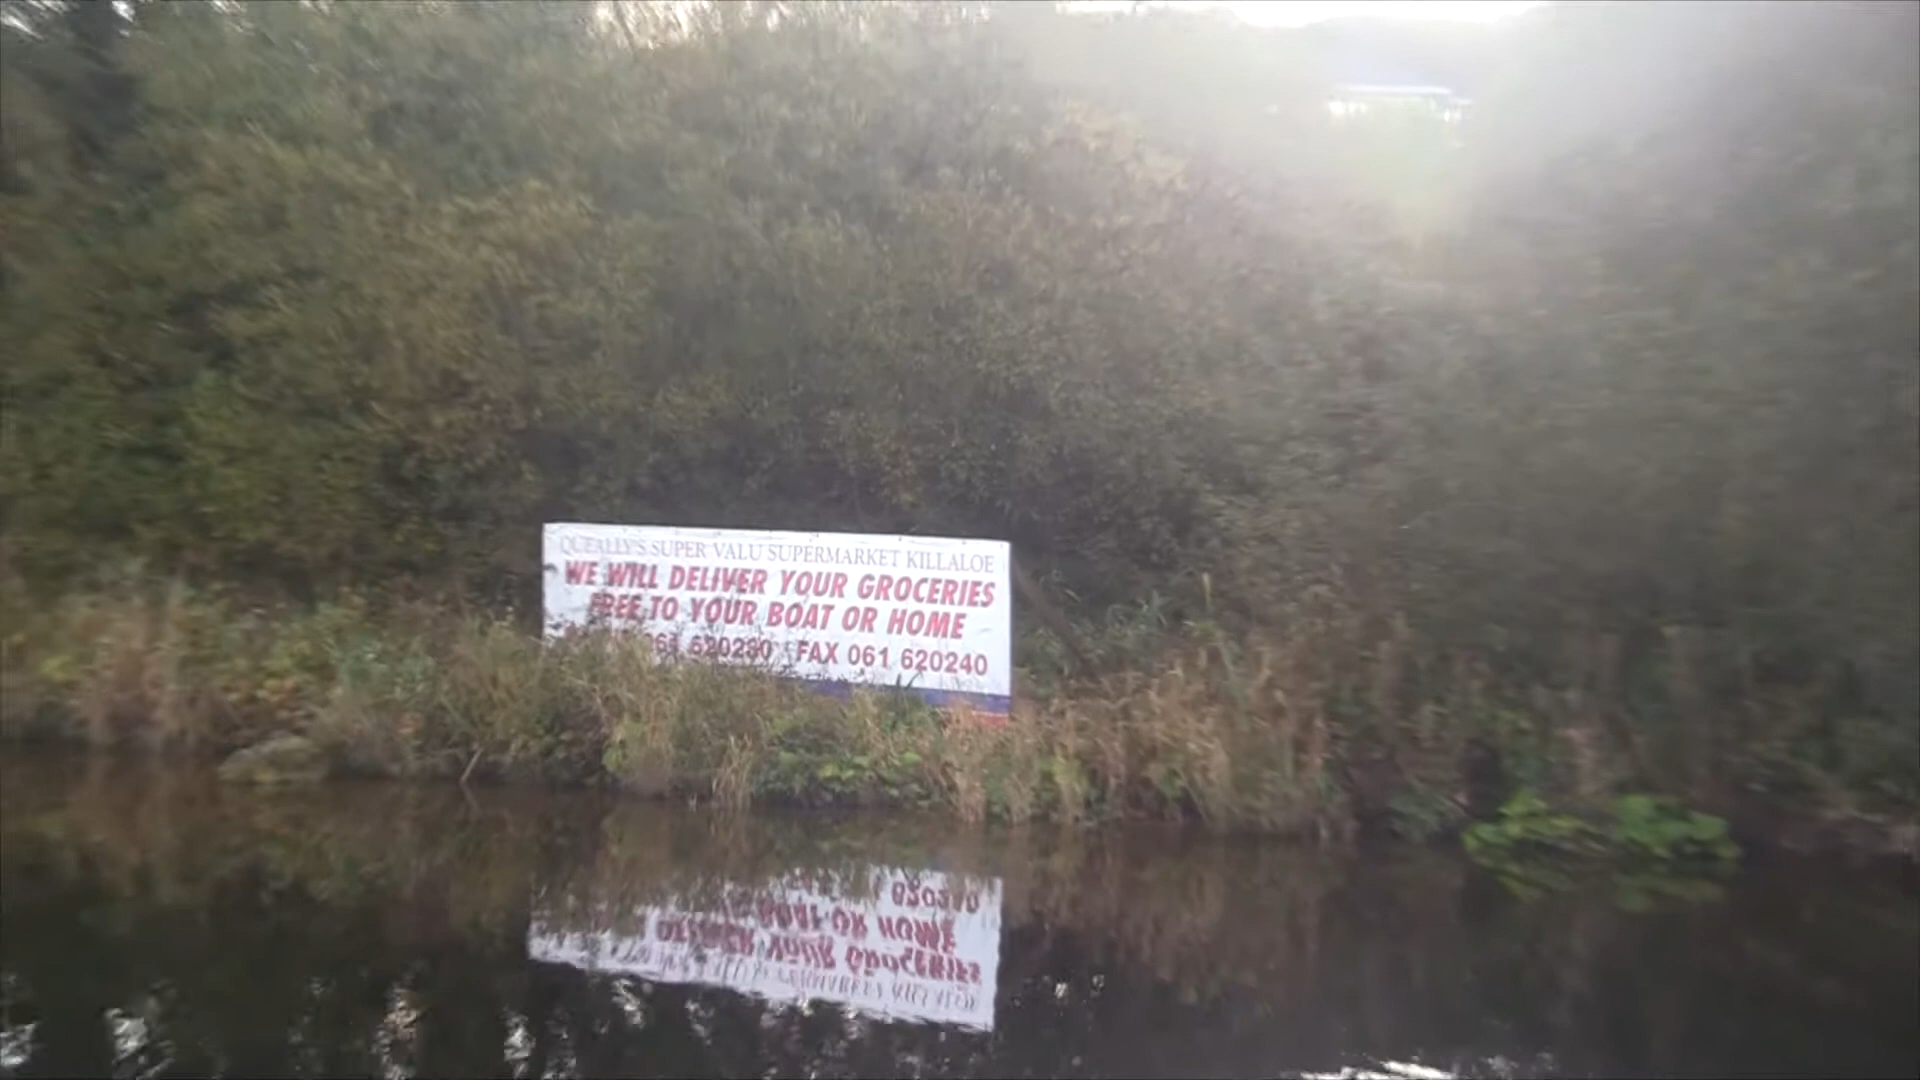 QUEALLY'S SUPER VALU SUPERMARKET KILLALOE
WE WILL DELIVER YOUR GROCERIES
FREE TO YOUR BOAT OR HOME
061 620230 FAX 061 620240